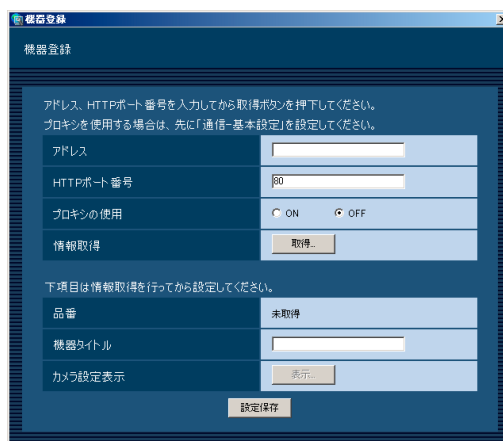 機器登録
機器登録
アドレス、HTTPポート番号を入力してから取得ボタンを押下してください。
プロキシを使用する場合は、先に「通信-基本設定」を設定してください。
アドレス
HTTPポート番号 80
プロキシの使用 ON OFF
情報取得 取得...
下項目は情報取得を行ってから設定してください。
品番 未取得
機器タイトル
カメラ設定表示 表示...
設定保存